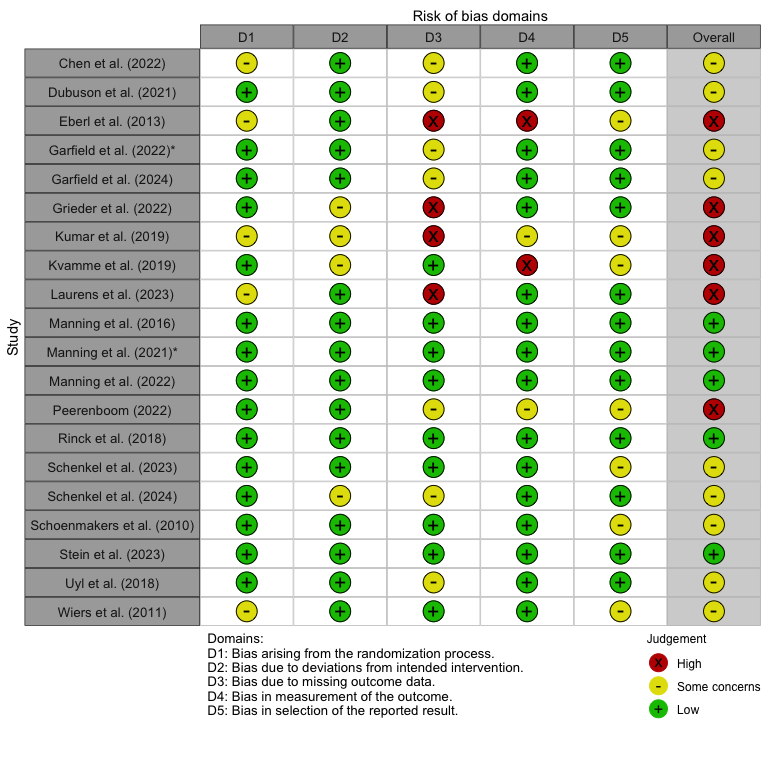 Risk of bias domains
D1 D2 D3 D4 D5 Overall
Chen et al. (2022) - + - + + -
Dubuson et al. (2021) + + - + + -
Eberl et al. (2013) - + X X - X
Garfield et al. (2022)* + + - + + -
Garfield et al. (2024) + + - + + -
Grieder et al. (2022) + - X + + X
Kumar et al. (2019) - - X - - X
Kvamme et al. (2019) + - + X - X
Laurens et al. (2023) - + X + + X
Manning et al. (2016) + + + + + +
Manning et al. (2021)* + + + + + +
Manning et al. (2022) + + + + + +
Peerenboom (2022) + + - - - X
Rinck et al. (2018) + + + + + +
Schenkel et al. (2023) + + + + - -
Schenkel et al. (2024) + - - + + -
Schoenmakers et al. (2010) + + + + - -
Stein et al. (2023) + + + + + +
Uyl et al. (2018) + + - + + -
Wiers et al. (2011) - + + + - -
Study
Domains:
D1: Bias arising from the randomization process.
D2: Bias due to deviations from intended intervention.
D3: Bias due to missing outcome data.
D4: Bias in measurement of the outcome.
D5: Bias in selection of the reported result.
Judgement
X High
- Some concerns
+ Low